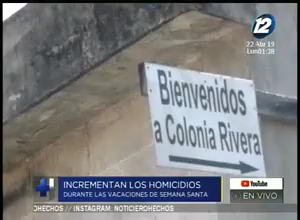 12
22 Abr 19
Lun01:38
Bienvenidos
a Colonia Rivera
INCREMENTAN LOS HOMICIDIOS
DURANTE LAS VACACIONES DE SEMANA SANTA
YouTube
EN VIVO
HECHOS // INSTAGRAM: NOTICIEROHECHOS